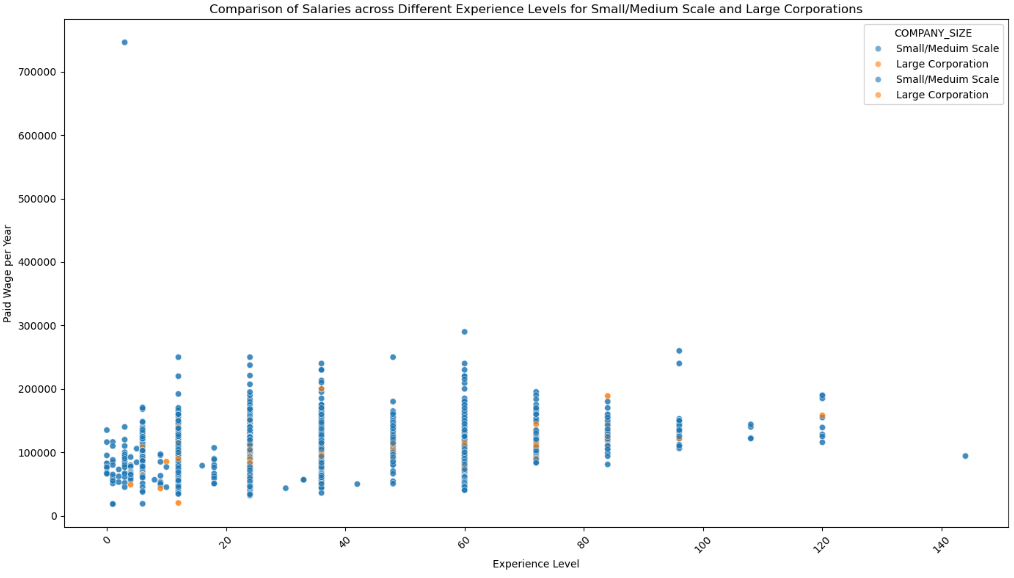 Comparison of Salaries across Different Experience Levels for Small/Medium Scale and Large Corporations
COMPANY_SIZE
Small/Meduim Scale
Large Corporation
Small/Meduim Scale
Large Corporation
Paid Wage per Year
700000
600000
500000
400000
300000
200000
100000
0
0
20
40
60
80
100
120
140
Experience Level